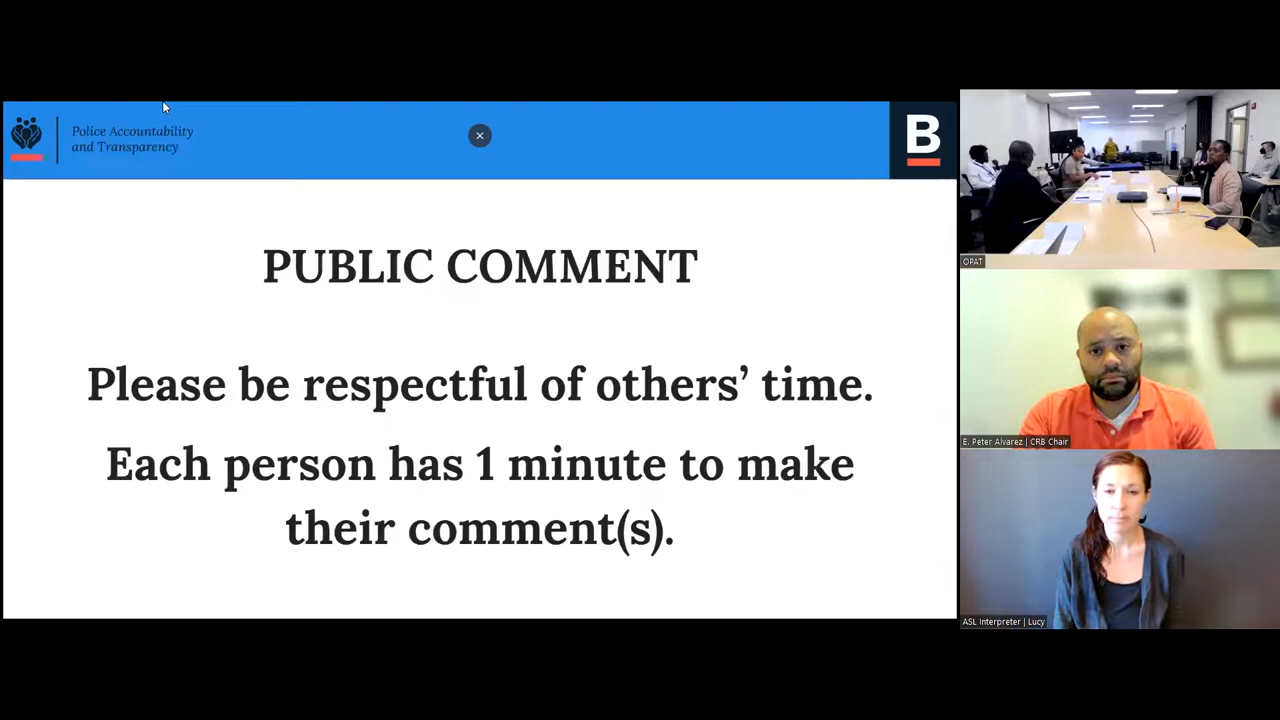 Police Accountability
and Transparency
B
PUBLIC COMMENT
Please be respectful of others’ time.
Each person has 1 minute to make
their comment(s).
OPAT
E. Peter Alvarez | CRB Chair
ASL Interpreter | Lucy